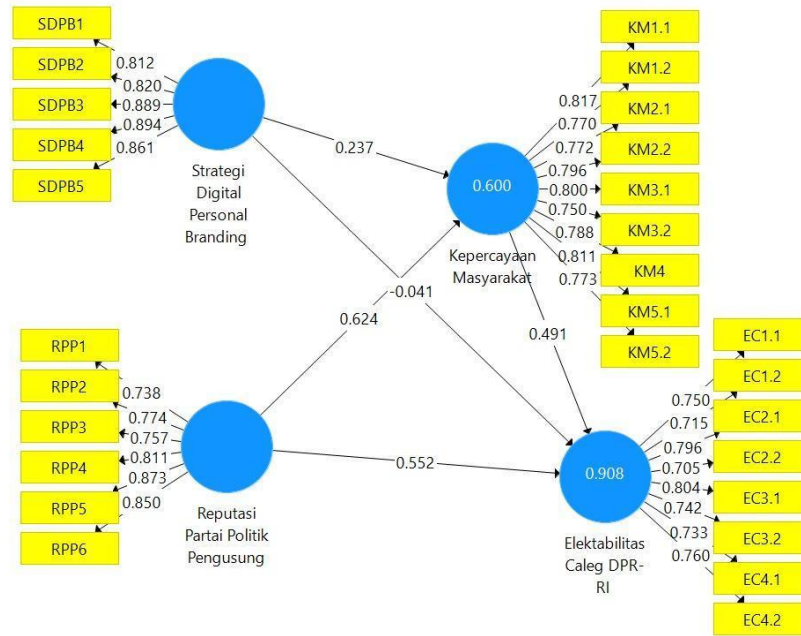 SDPB1
SDPB2
SDPB3
SDPB4
SDPB5
0.812
0.820
0.889
0.894
0.861
Strategi
Digital
Personal
Branding
0.237
KM1.1
KM1.2
KM2.1
KM2.2
KM3.1
KM3.2
KM4
KM5.1
KM5.2
0.817
0.770
0.772
0.796
0.800
0.750
0.788
0.811
0.773
0.600
Kepercayaan
Masyarakat
-0.041
0.624
0.491
RPP1
RPP2
RPP3
RPP4
RPP5
RPP6
0.738
0.774
0.757
0.811
0.873
0.850
Reputasi
Partai Politik
Pengusung
0.552
EC1.1
EC1.2
EC2.1
EC2.2
EC3.1
EC3.2
EC4.1
EC4.2
0.750
0.715
0.796
0.705
0.804
0.742
0.733
0.760
0.908
Elektabilitas
Caleg DPR-
RI